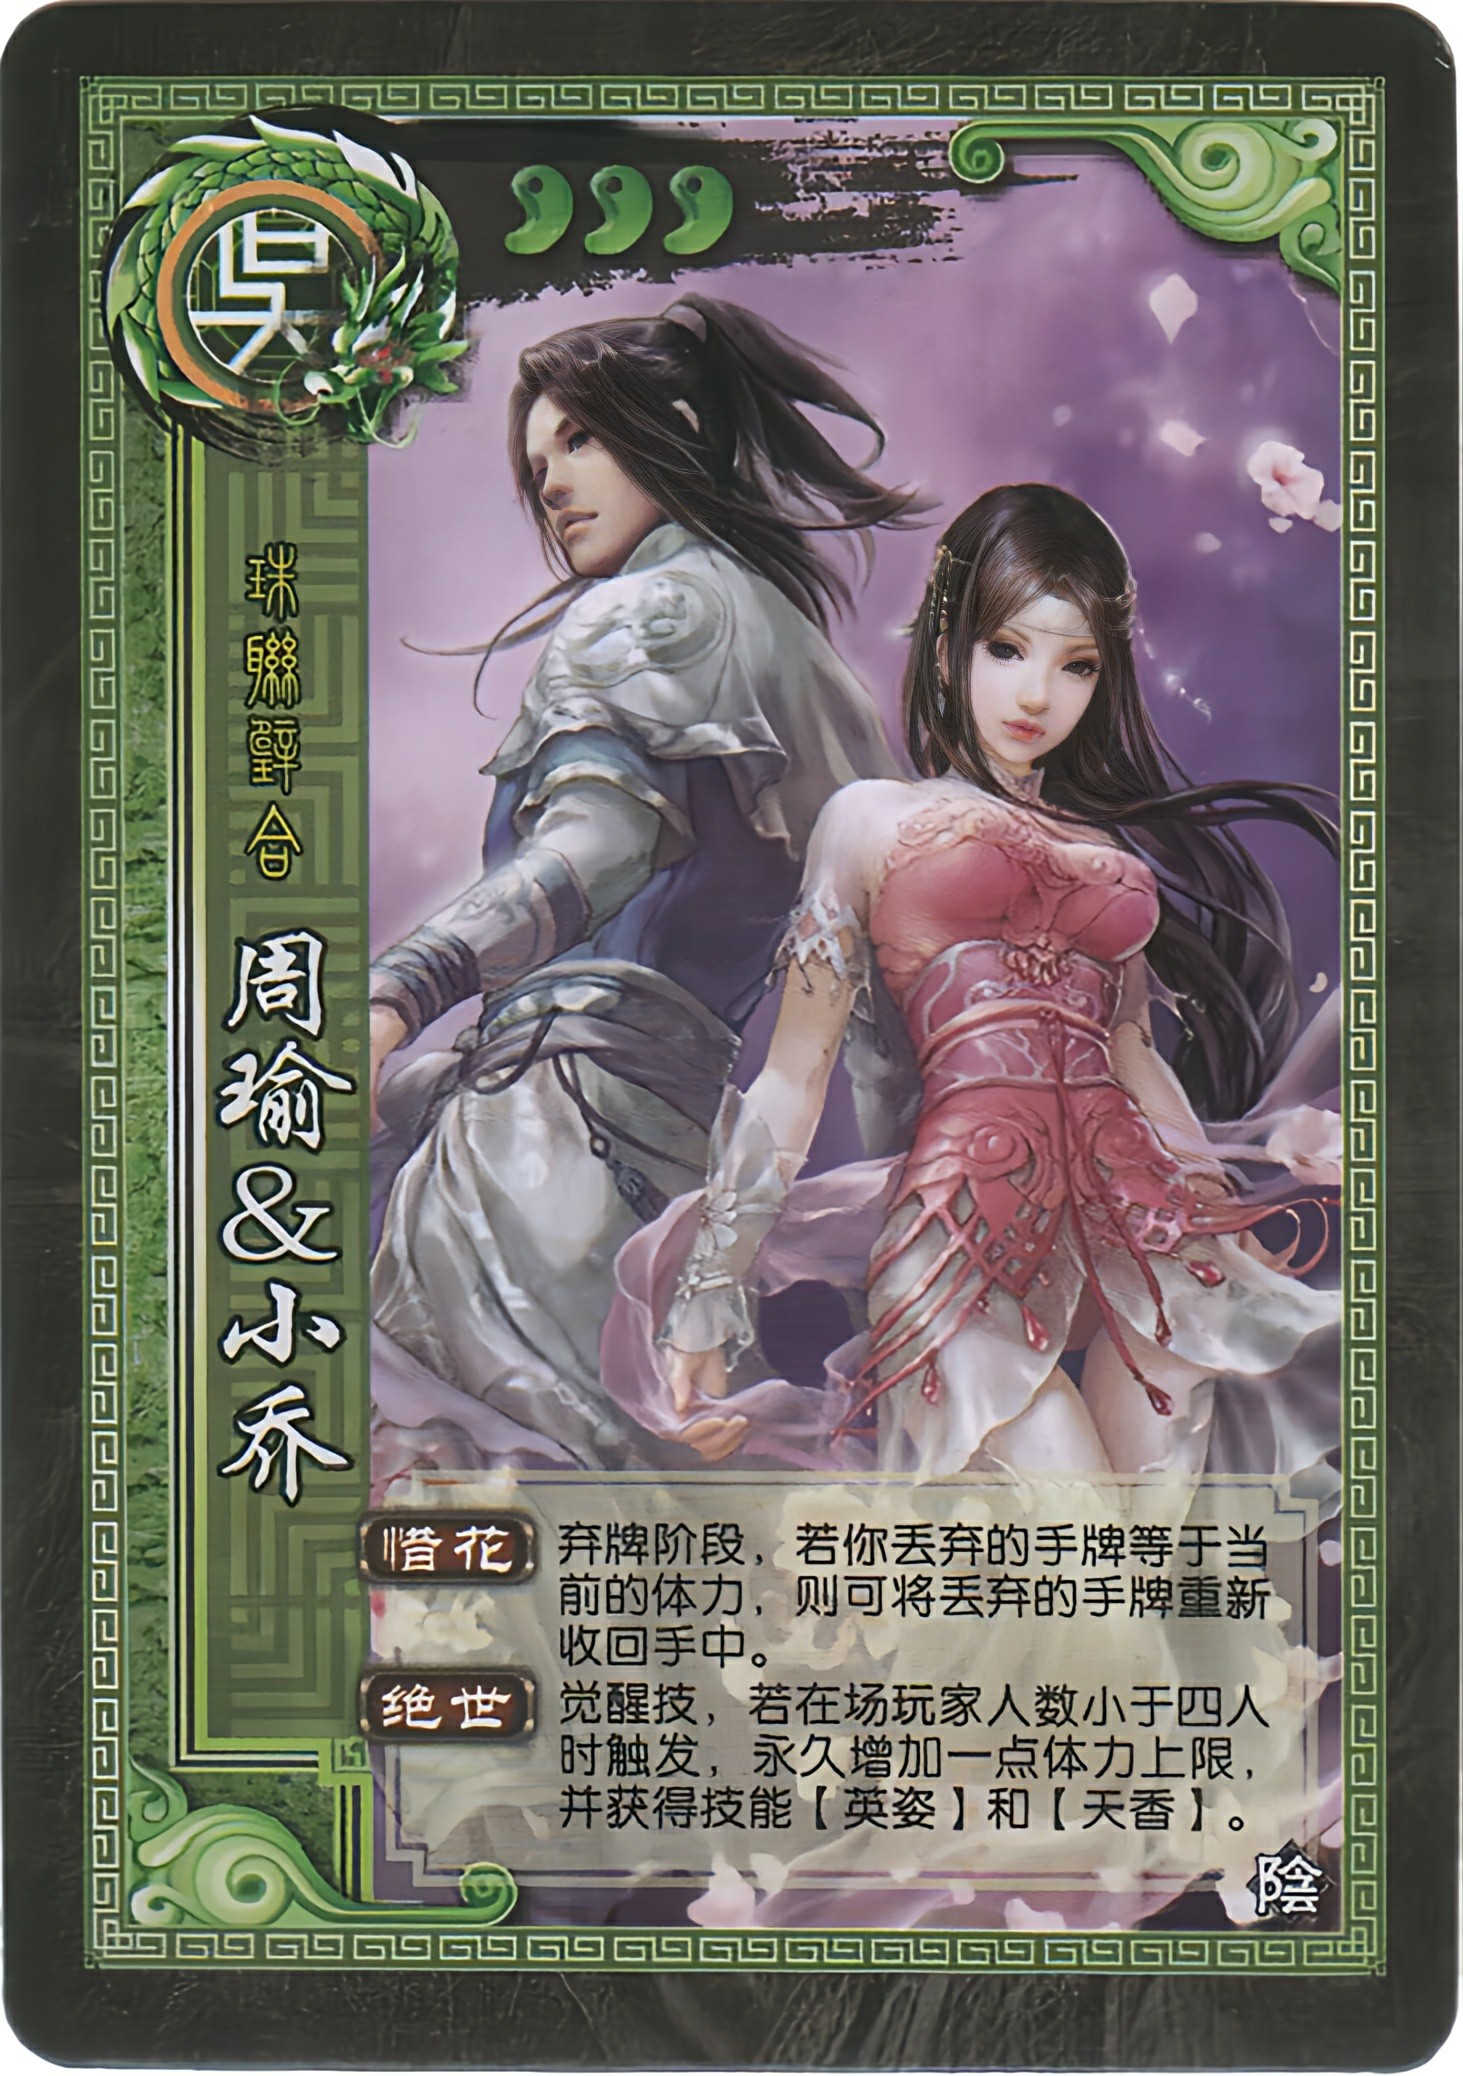 吴
珠聯璧合
周瑜&小乔
惜花
弃牌阶段，若你丢弃的手牌等于当
前的体力，则可将丢弃的手牌重新
收回手中。
绝世
觉醒技，若在场玩家人数小于四人
时触发，永久增加一点体力上限，
并获得技能【英姿】和【天香】。
陰